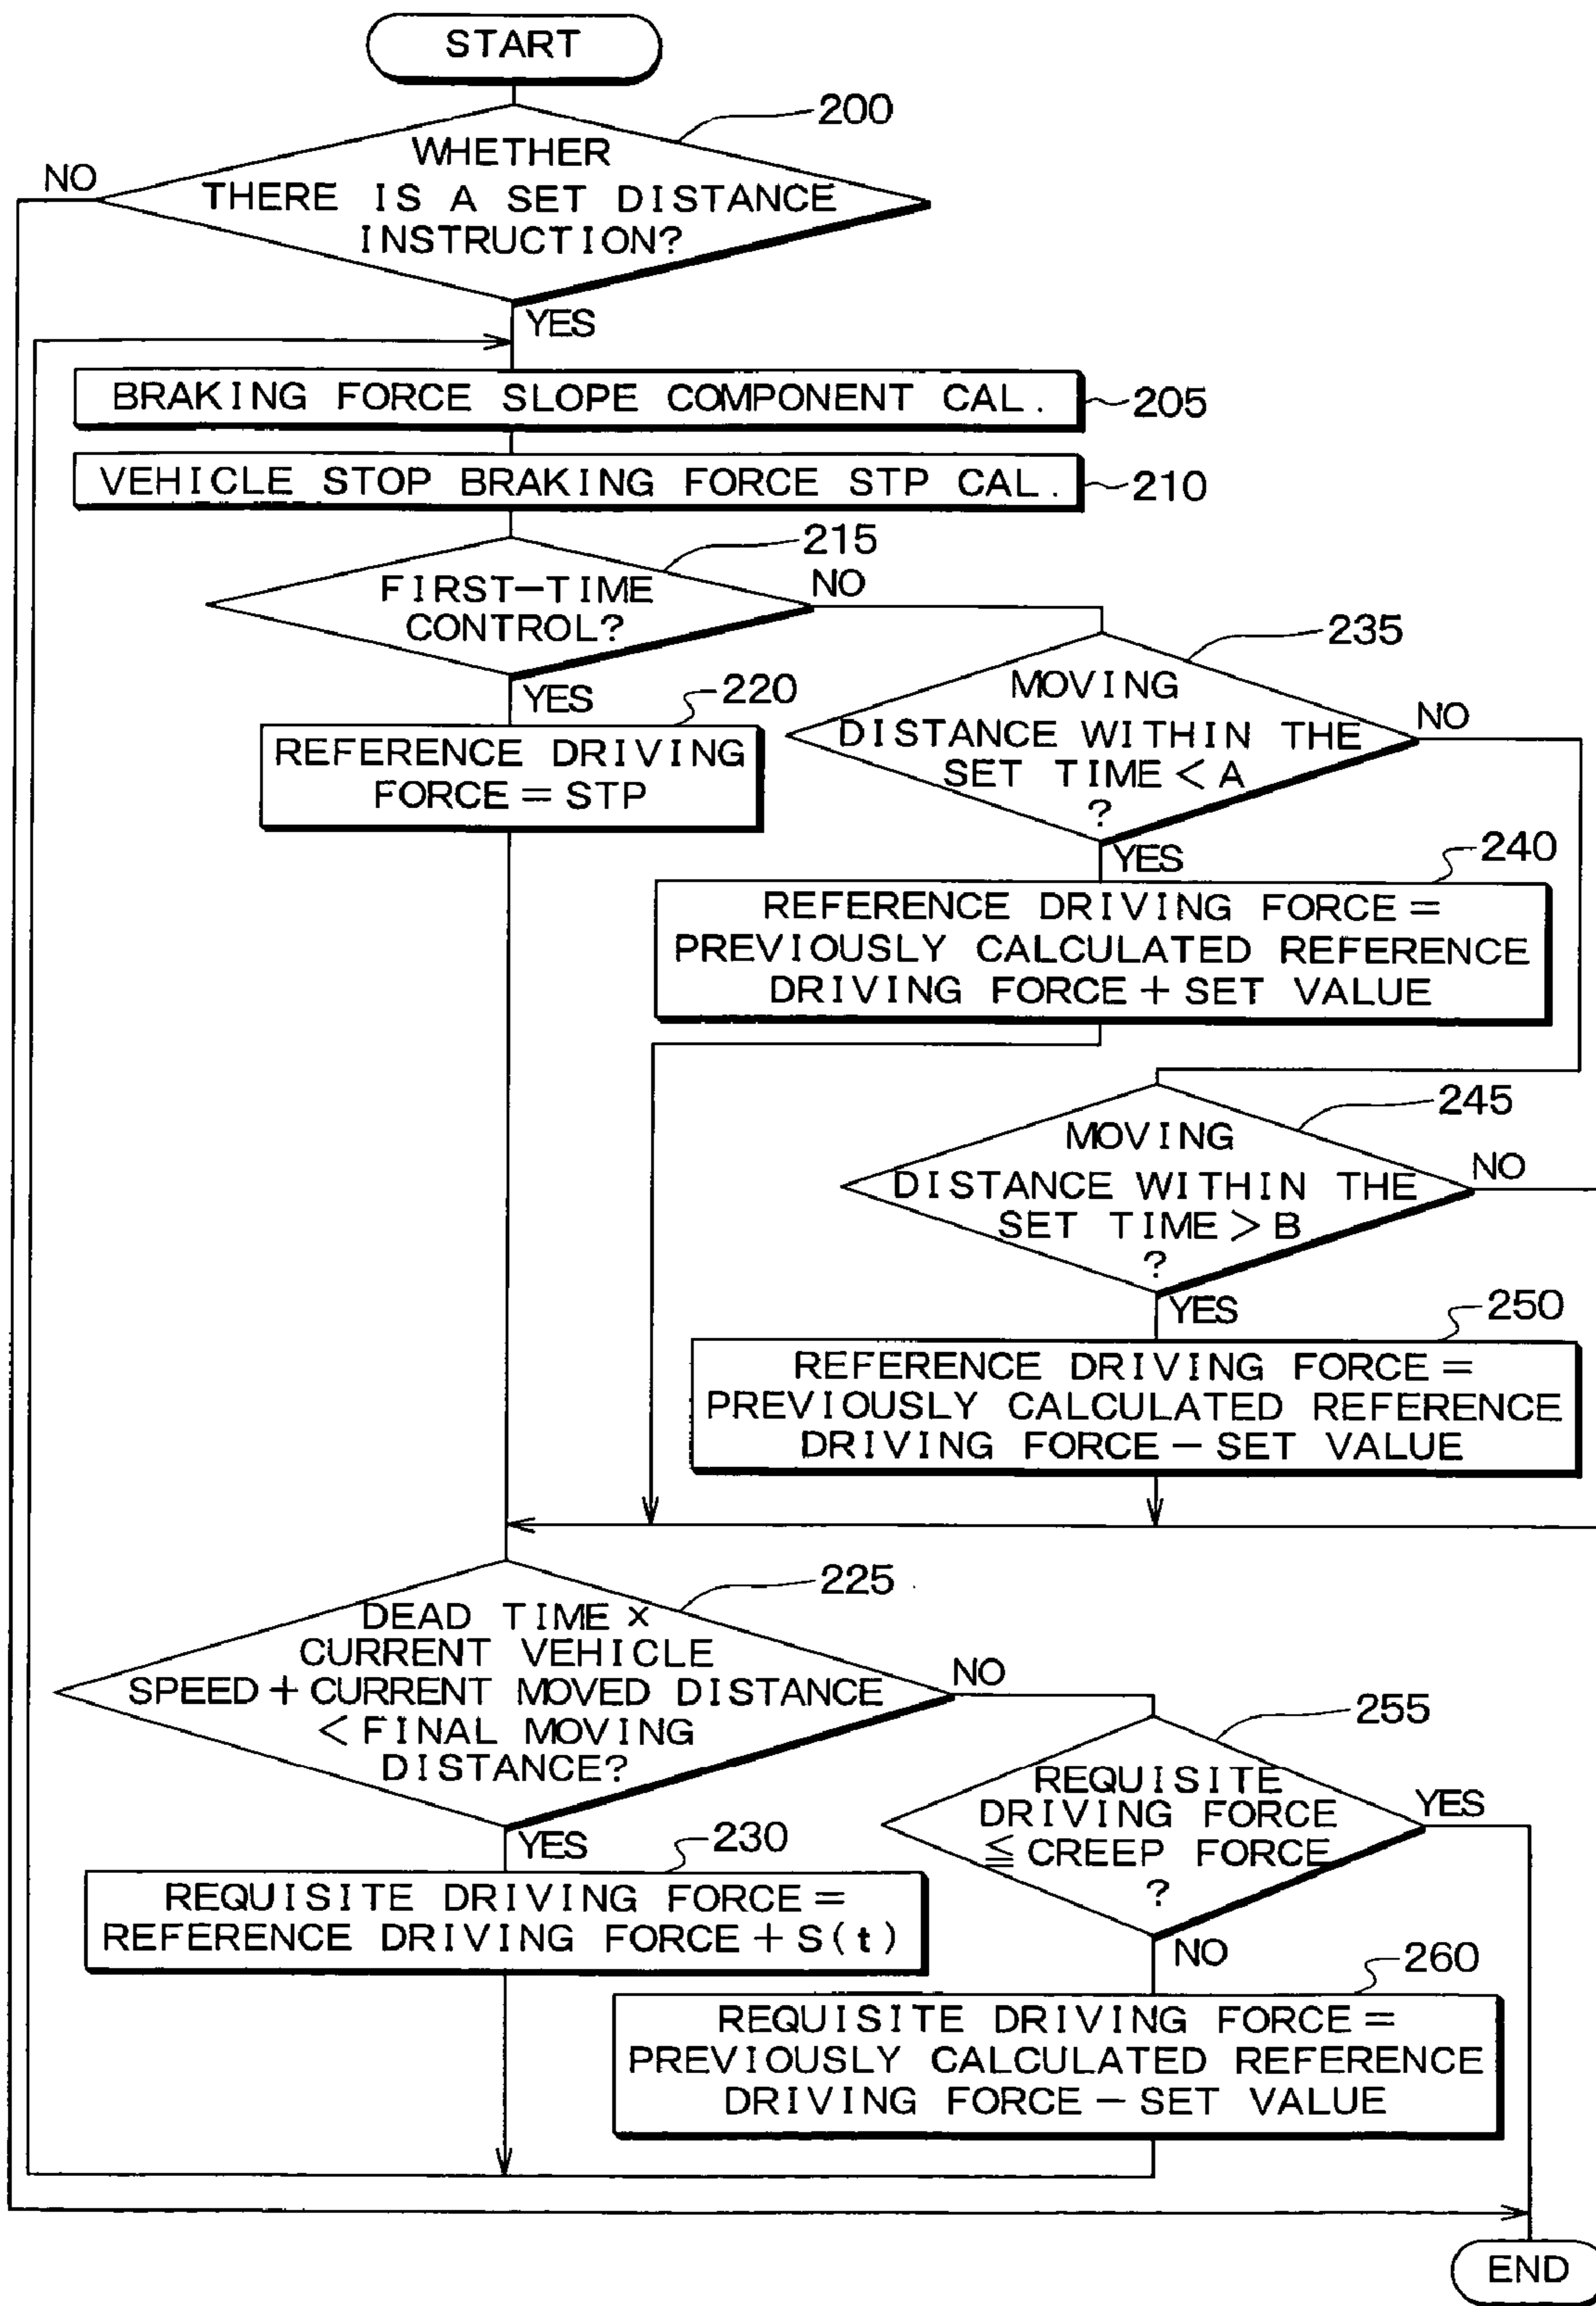 START
200
WHETHER
THERE IS A SET DISTANCE
INSTRUCTION?
NO
YES
BRAKING FORCE SLOPE COMPONENT CAL.
205
VEHICLE STOP BRAKING FORCE STP CAL.
210
215
FIRST-TIME
CONTROL?
NO
YES
220
REFERENCE DRIVING
FORCE = STP
235
MOVING
DISTANCE WITHIN THE
SET TIME < A
?
NO
YES
240
REFERENCE DRIVING FORCE =
PREVIOUSLY CALCULATED REFERENCE
DRIVING FORCE + SET VALUE
245
MOVING
DISTANCE WITHIN THE
SET TIME > B
?
NO
YES
250
REFERENCE DRIVING FORCE =
PREVIOUSLY CALCULATED REFERENCE
DRIVING FORCE − SET VALUE
225
DEAD TIME ×
CURRENT VEHICLE
SPEED + CURRENT MOVED DISTANCE
< FINAL MOVING
DISTANCE?
NO
YES
230
REQUISITE DRIVING FORCE =
REFERENCE DRIVING FORCE + S(t)
255
REQUISITE
DRIVING FORCE
≦ CREEP FORCE
?
YES
NO
260
REQUISITE DRIVING FORCE =
PREVIOUSLY CALCULATED REFERENCE
DRIVING FORCE − SET VALUE
END